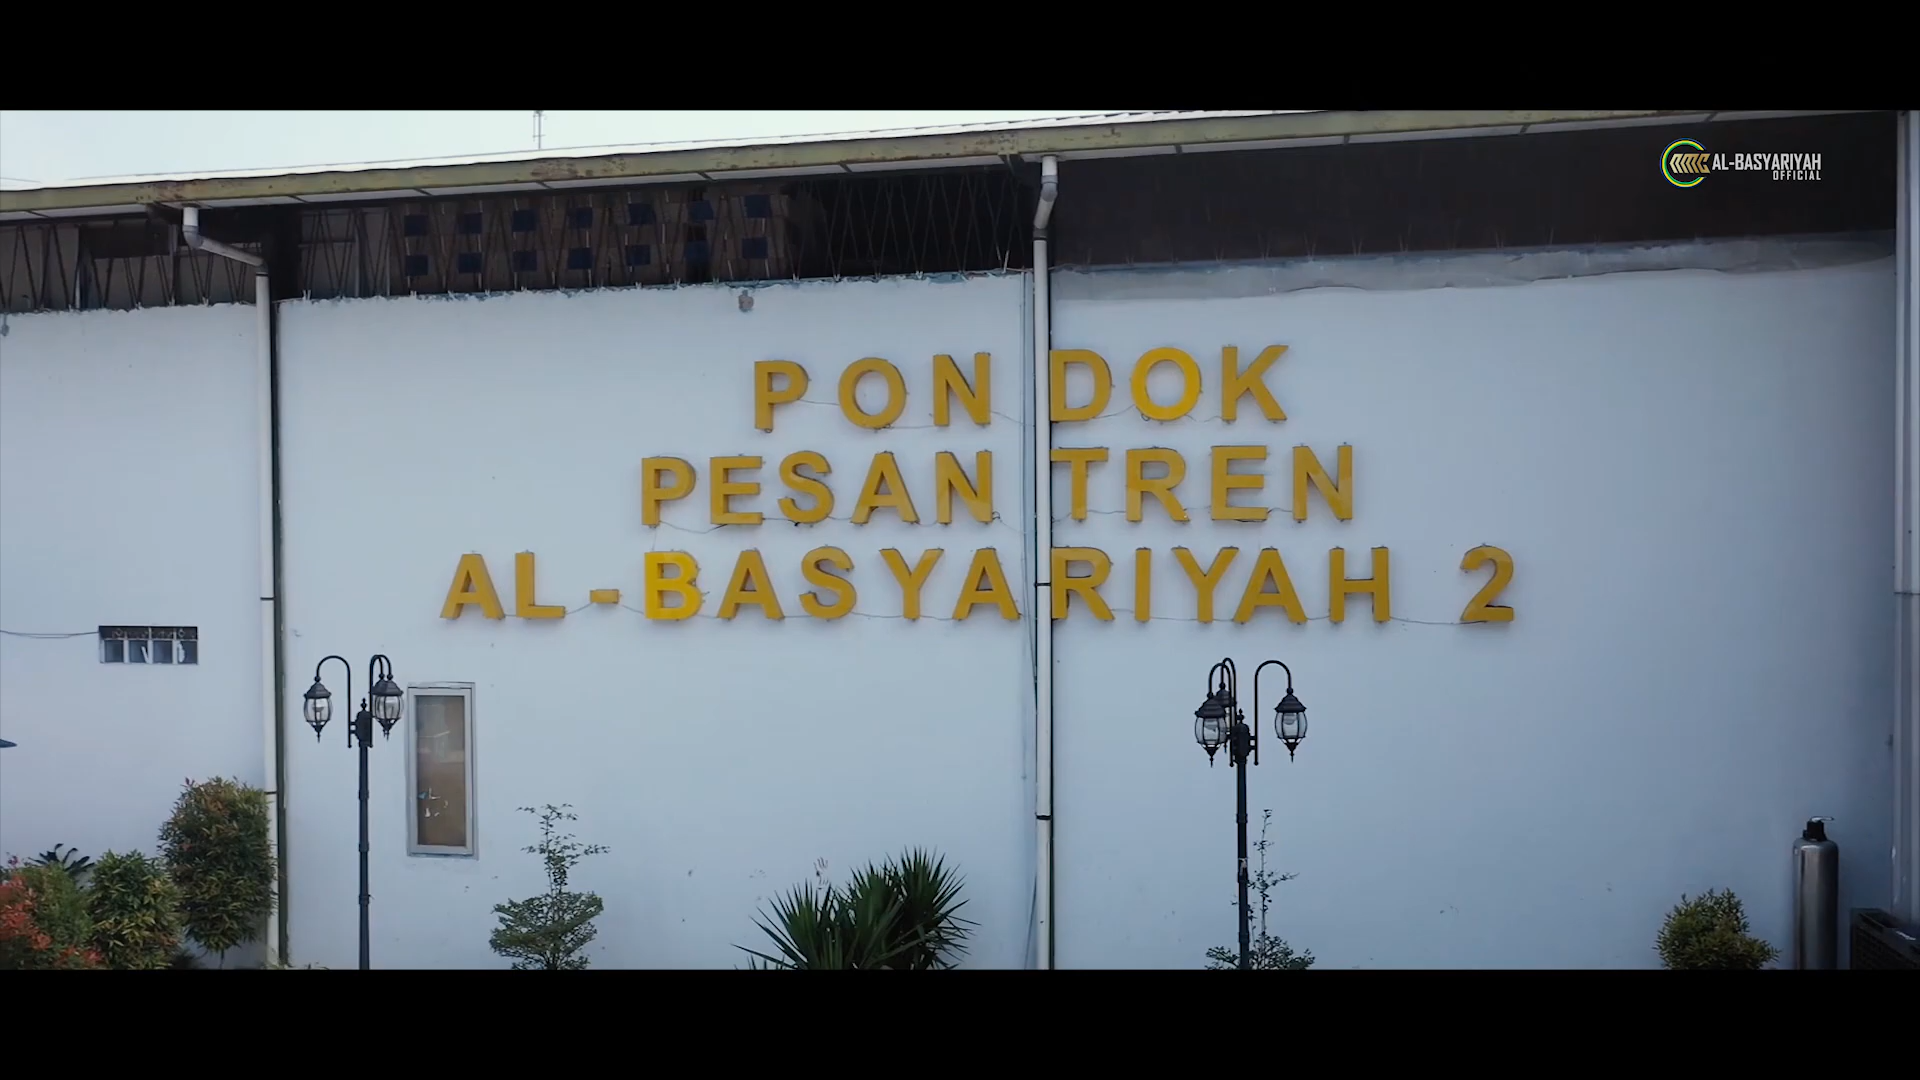 AL-BASYARIYAH
OFFICIAL
PONDOK
PESANTREN
AL-BASYARIYAH 2